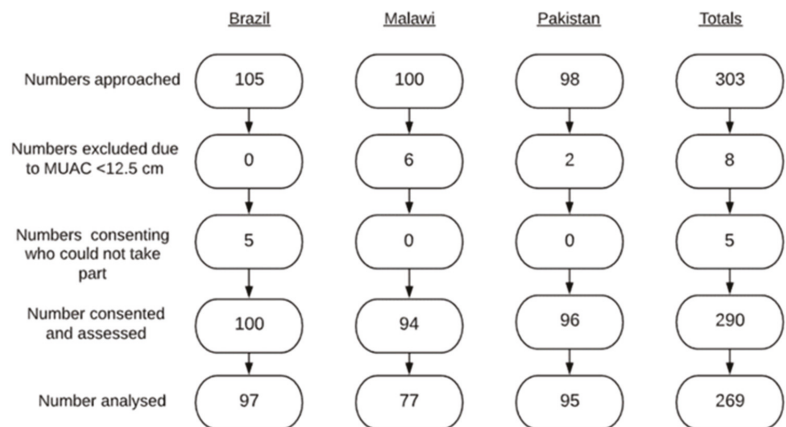 Brazil Malawi Pakistan Totals
Numbers approached 105 100 98 303
Numbers excluded due
to MUAC <12.5 cm
0 6 2 8
Numbers consenting
who could not take
part
5 0 0 5
Number consented
and assessed
100 94 96 290
Number analysed 97 77 95 269